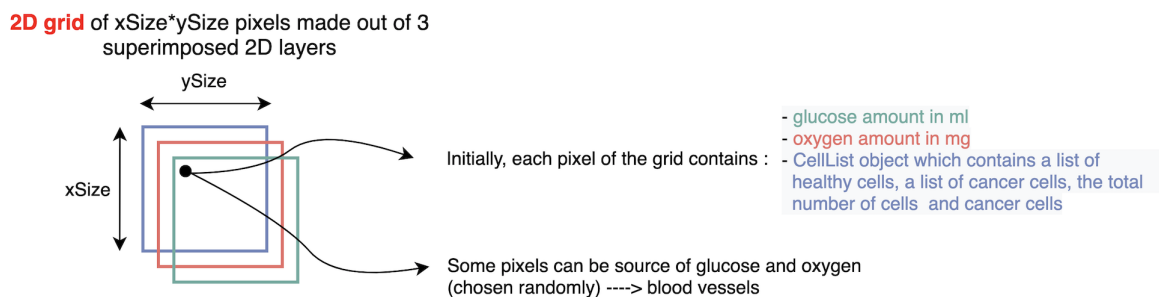 2D grid of xSize*ySize pixels made out of 3
superimposed 2D layers
ySize
xSize
Initially, each pixel of the grid contains :
- glucose amount in ml
- oxygen amount in mg
- CellList object which contains a list of
healthy cells, a list of cancer cells, the total
number of cells and cancer cells
Some pixels can be source of glucose and oxygen
(chosen randomly) ----> blood vessels